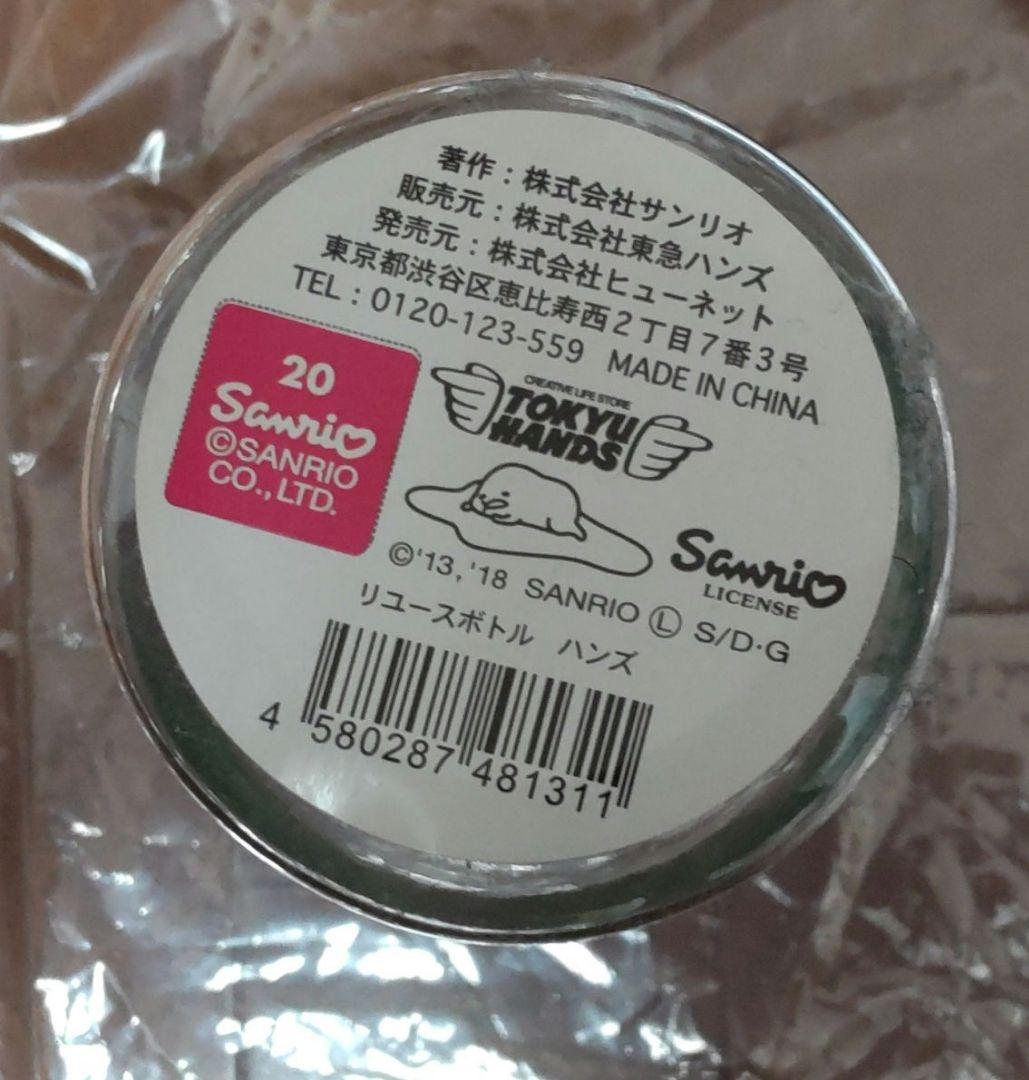 著作：株式会社サンリオ
販売元：株式会社東急ハンズ
発売元：株式会社ヒューネット
東京都渋谷区恵比寿西2丁目7番3号
TEL：0120-123-559 MADE IN CHINA
20
Sanrio
©SANRIO
CO.,LTD.
CREATIVE LIFE STORE
TOKYU
HANDS
Sanrio
LICENSE
©'13, '18 SANRIO Ⓛ S/D·G
リユースボトル ハンズ
4 580287 481311